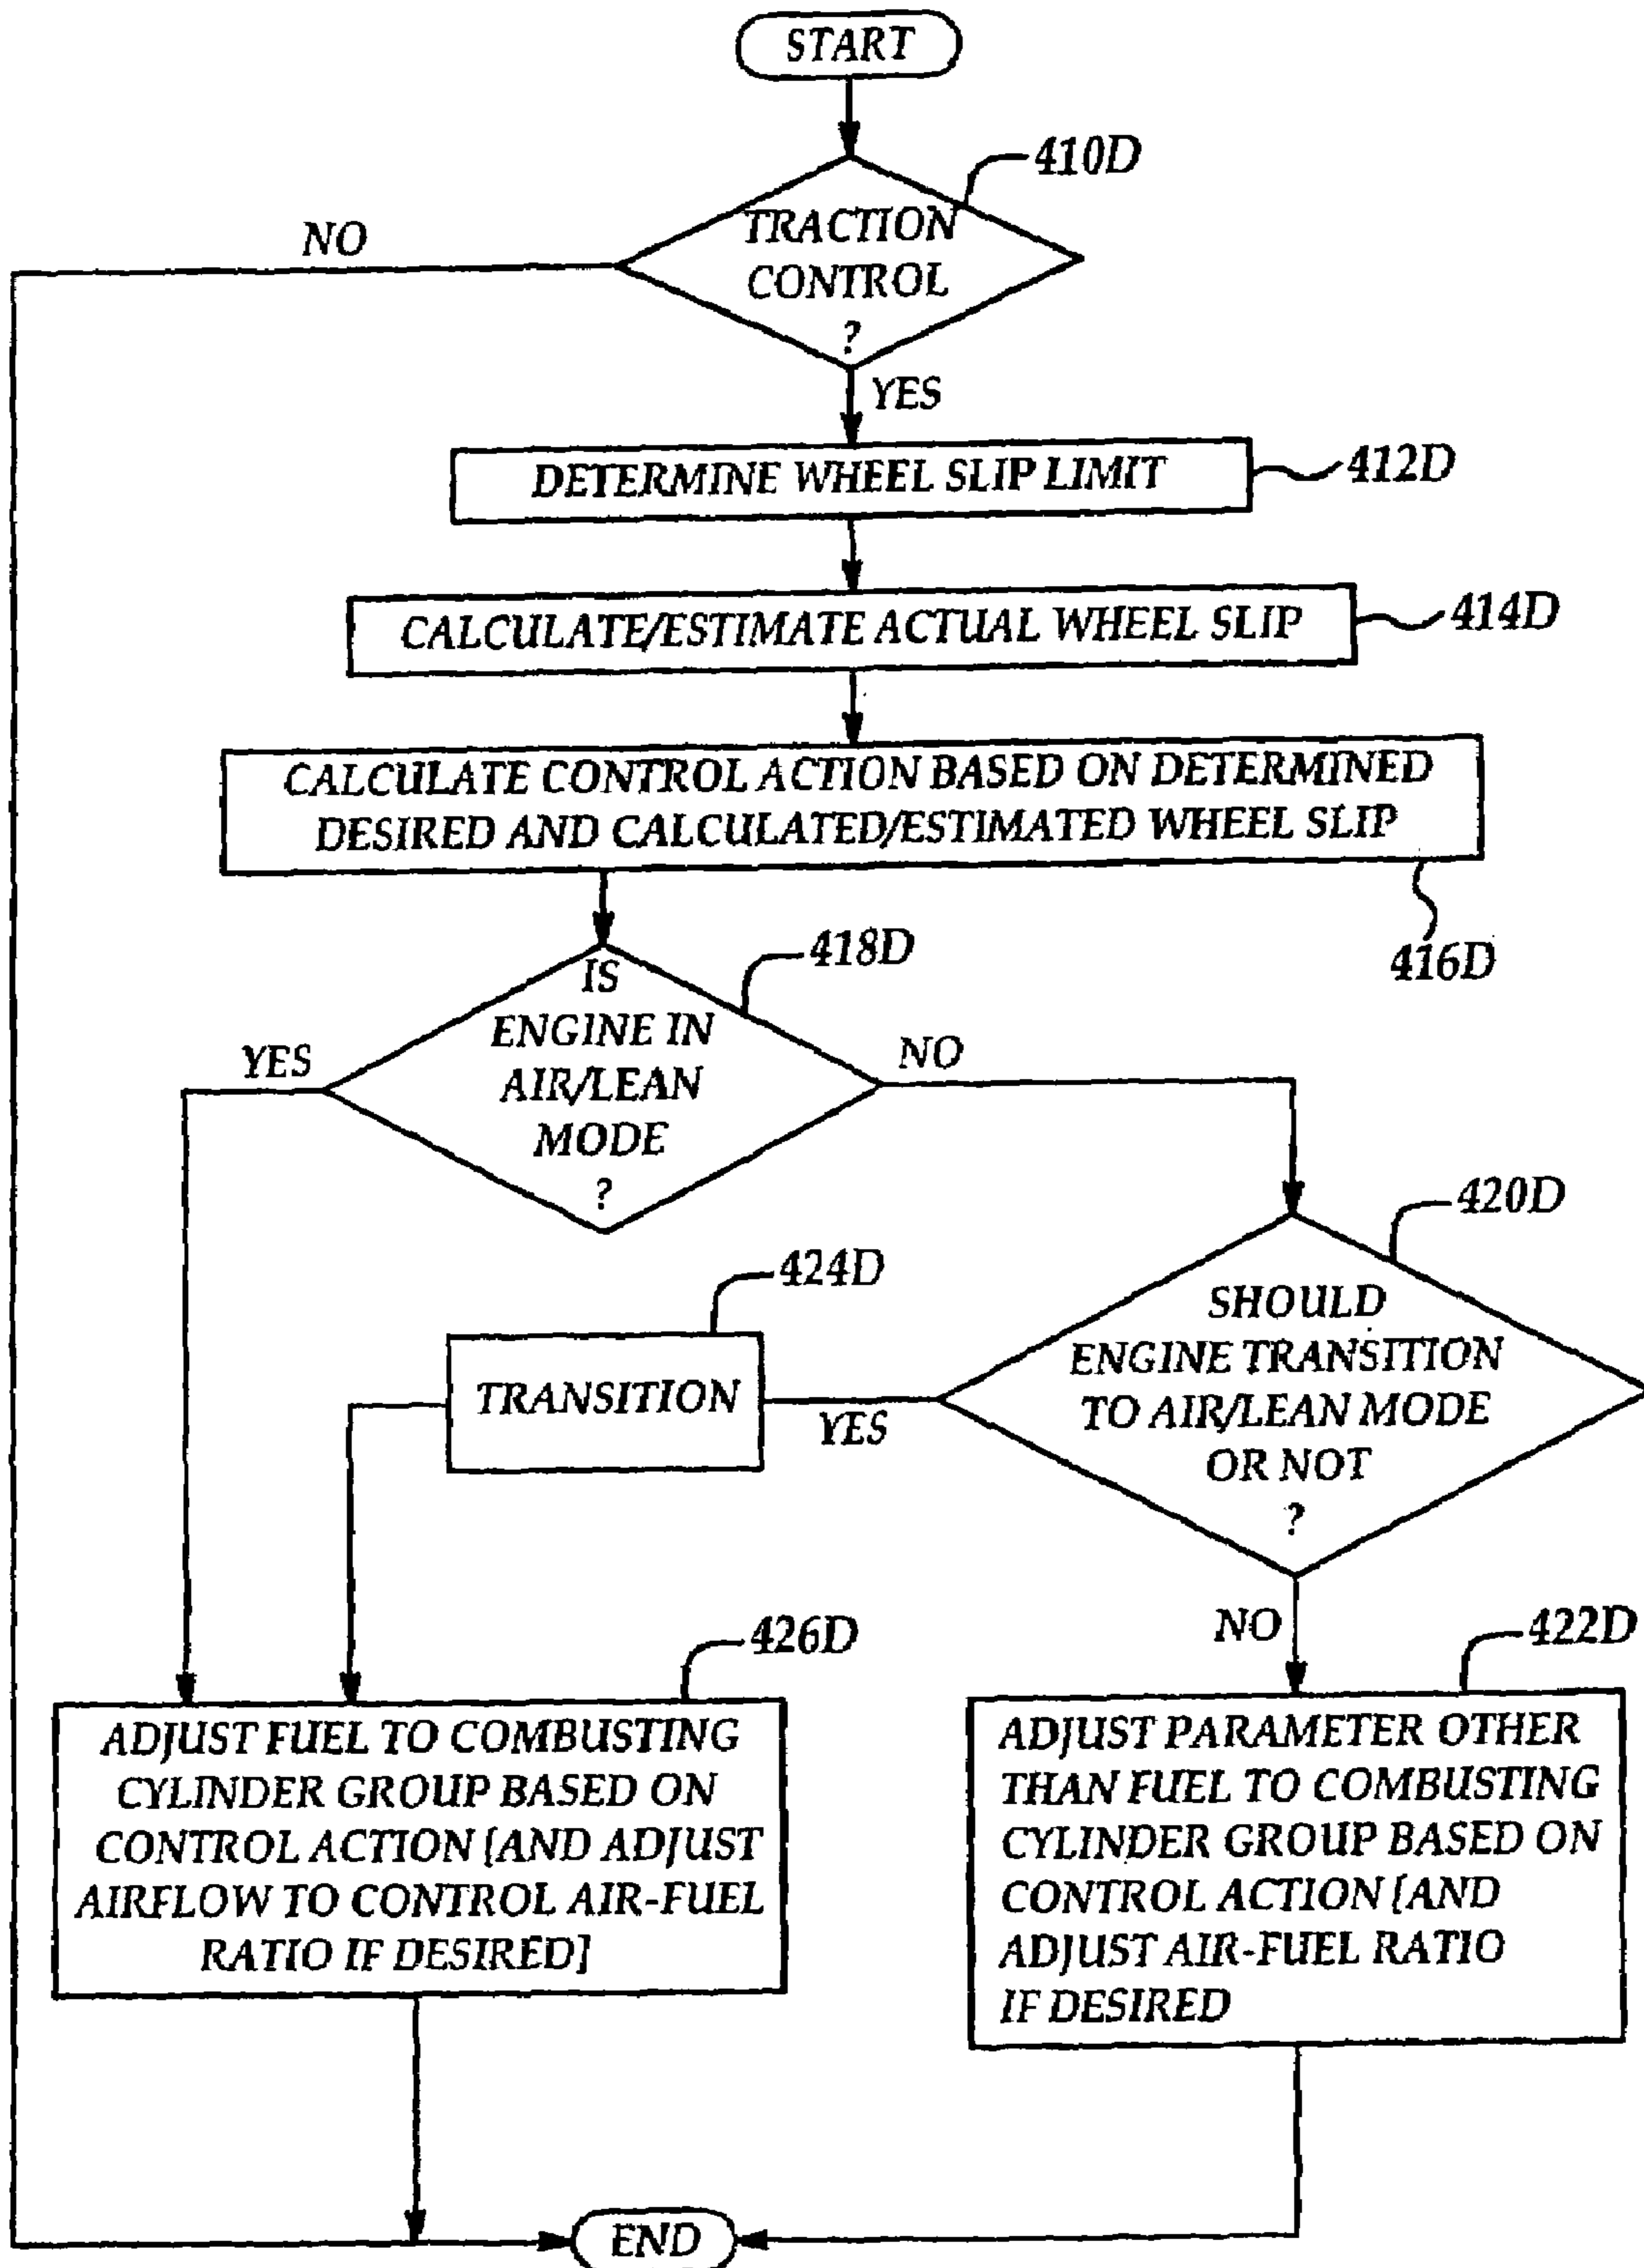 START
410D
NO
TRACTION
CONTROL
?
YES
DETERMINE WHEEL SLIP LIMIT
412D
CALCULATE/ESTIMATE ACTUAL WHEEL SLIP
414D
CALCULATE CONTROL ACTION BASED ON DETERMINED
DESIRED AND CALCULATED/ESTIMATED WHEEL SLIP
416D
418D
IS
ENGINE IN
AIR/LEAN
MODE
?
YES
NO
420D
SHOULD
ENGINE TRANSITION
TO AIR/LEAN MODE
OR NOT
?
424D
TRANSITION
YES
NO
426D
ADJUST FUEL TO COMBUSTING
CYLINDER GROUP BASED ON
CONTROL ACTION [AND ADJUST
AIRFLOW TO CONTROL AIR-FUEL
RATIO IF DESIRED]
422D
ADJUST PARAMETER OTHER
THAN FUEL TO COMBUSTING
CYLINDER GROUP BASED ON
CONTROL ACTION [AND
ADJUST AIR-FUEL RATIO
IF DESIRED
END